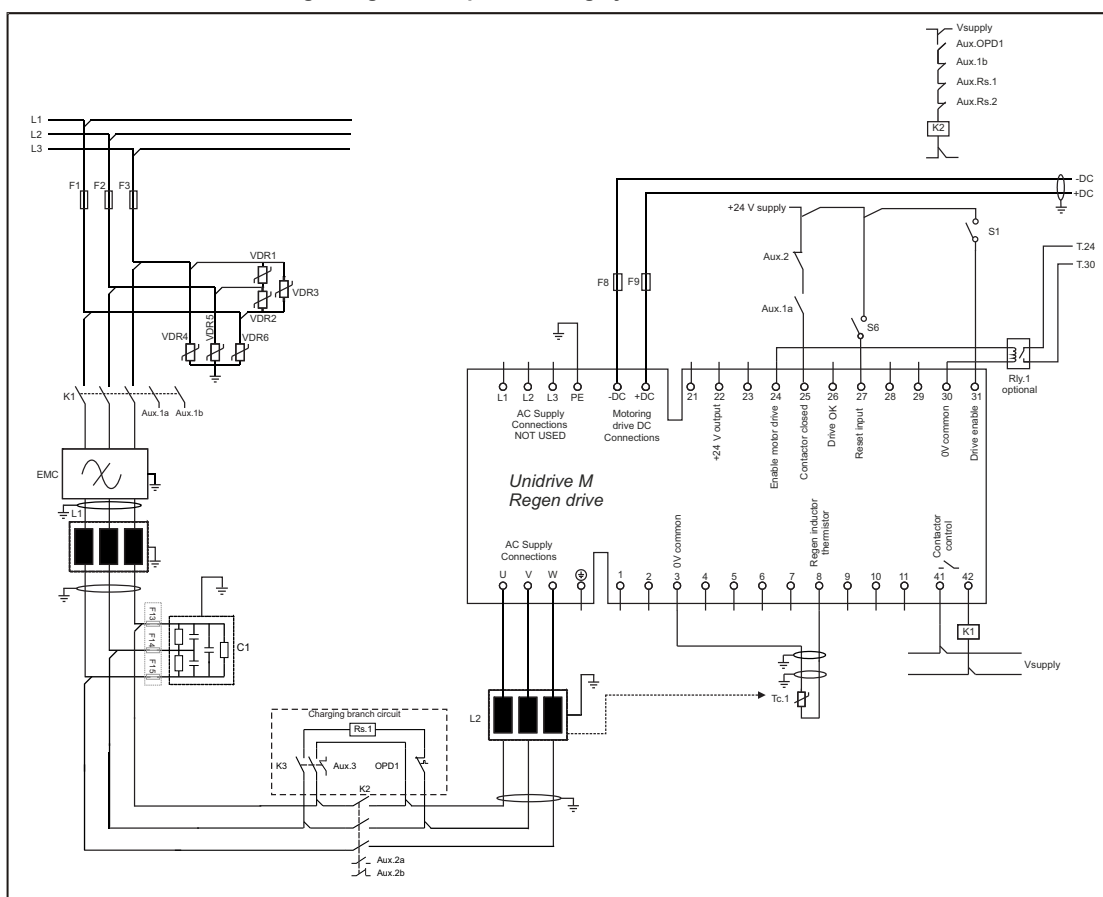 Vsupply
Aux.OPD1
Aux.1b
Aux.Rs.1
Aux.Rs.2
K2
L1
L2
L3
F1 F2 F3
-DC
+DC
+24 V supply
S1
T.24
T.30
VDR1
VDR3
VDR2
VDR4 VDR5 VDR6
Aux.2
F8 F9
Aux.1a
S6
Rly.1
optional
K1
Aux.1a
Aux.1b
L1 L2 L3 PE -DC +DC
21 22 23 24 25 26 27 28 29 30 31
AC Supply
Connections
NOT USED
Motoring
drive DC
Connections
+24 V output
Enable motor drive
Contactor closed
Drive OK
Reset input
0V common
Drive enable
EMC
L1
Unidrive M
Regen drive
AC Supply
Connections
U V W
0V common
Regen inductor
thermistor
Contactor
control
1 2 3 4 5 6 7 8 9 10 11 41 42
F13
F14
F15
C1
K1
Vsupply
Tc.1
L2
Charging branch circuit
Rs.1
K3 Aux.3 OPD1
K2
Aux.2a
Aux.2b